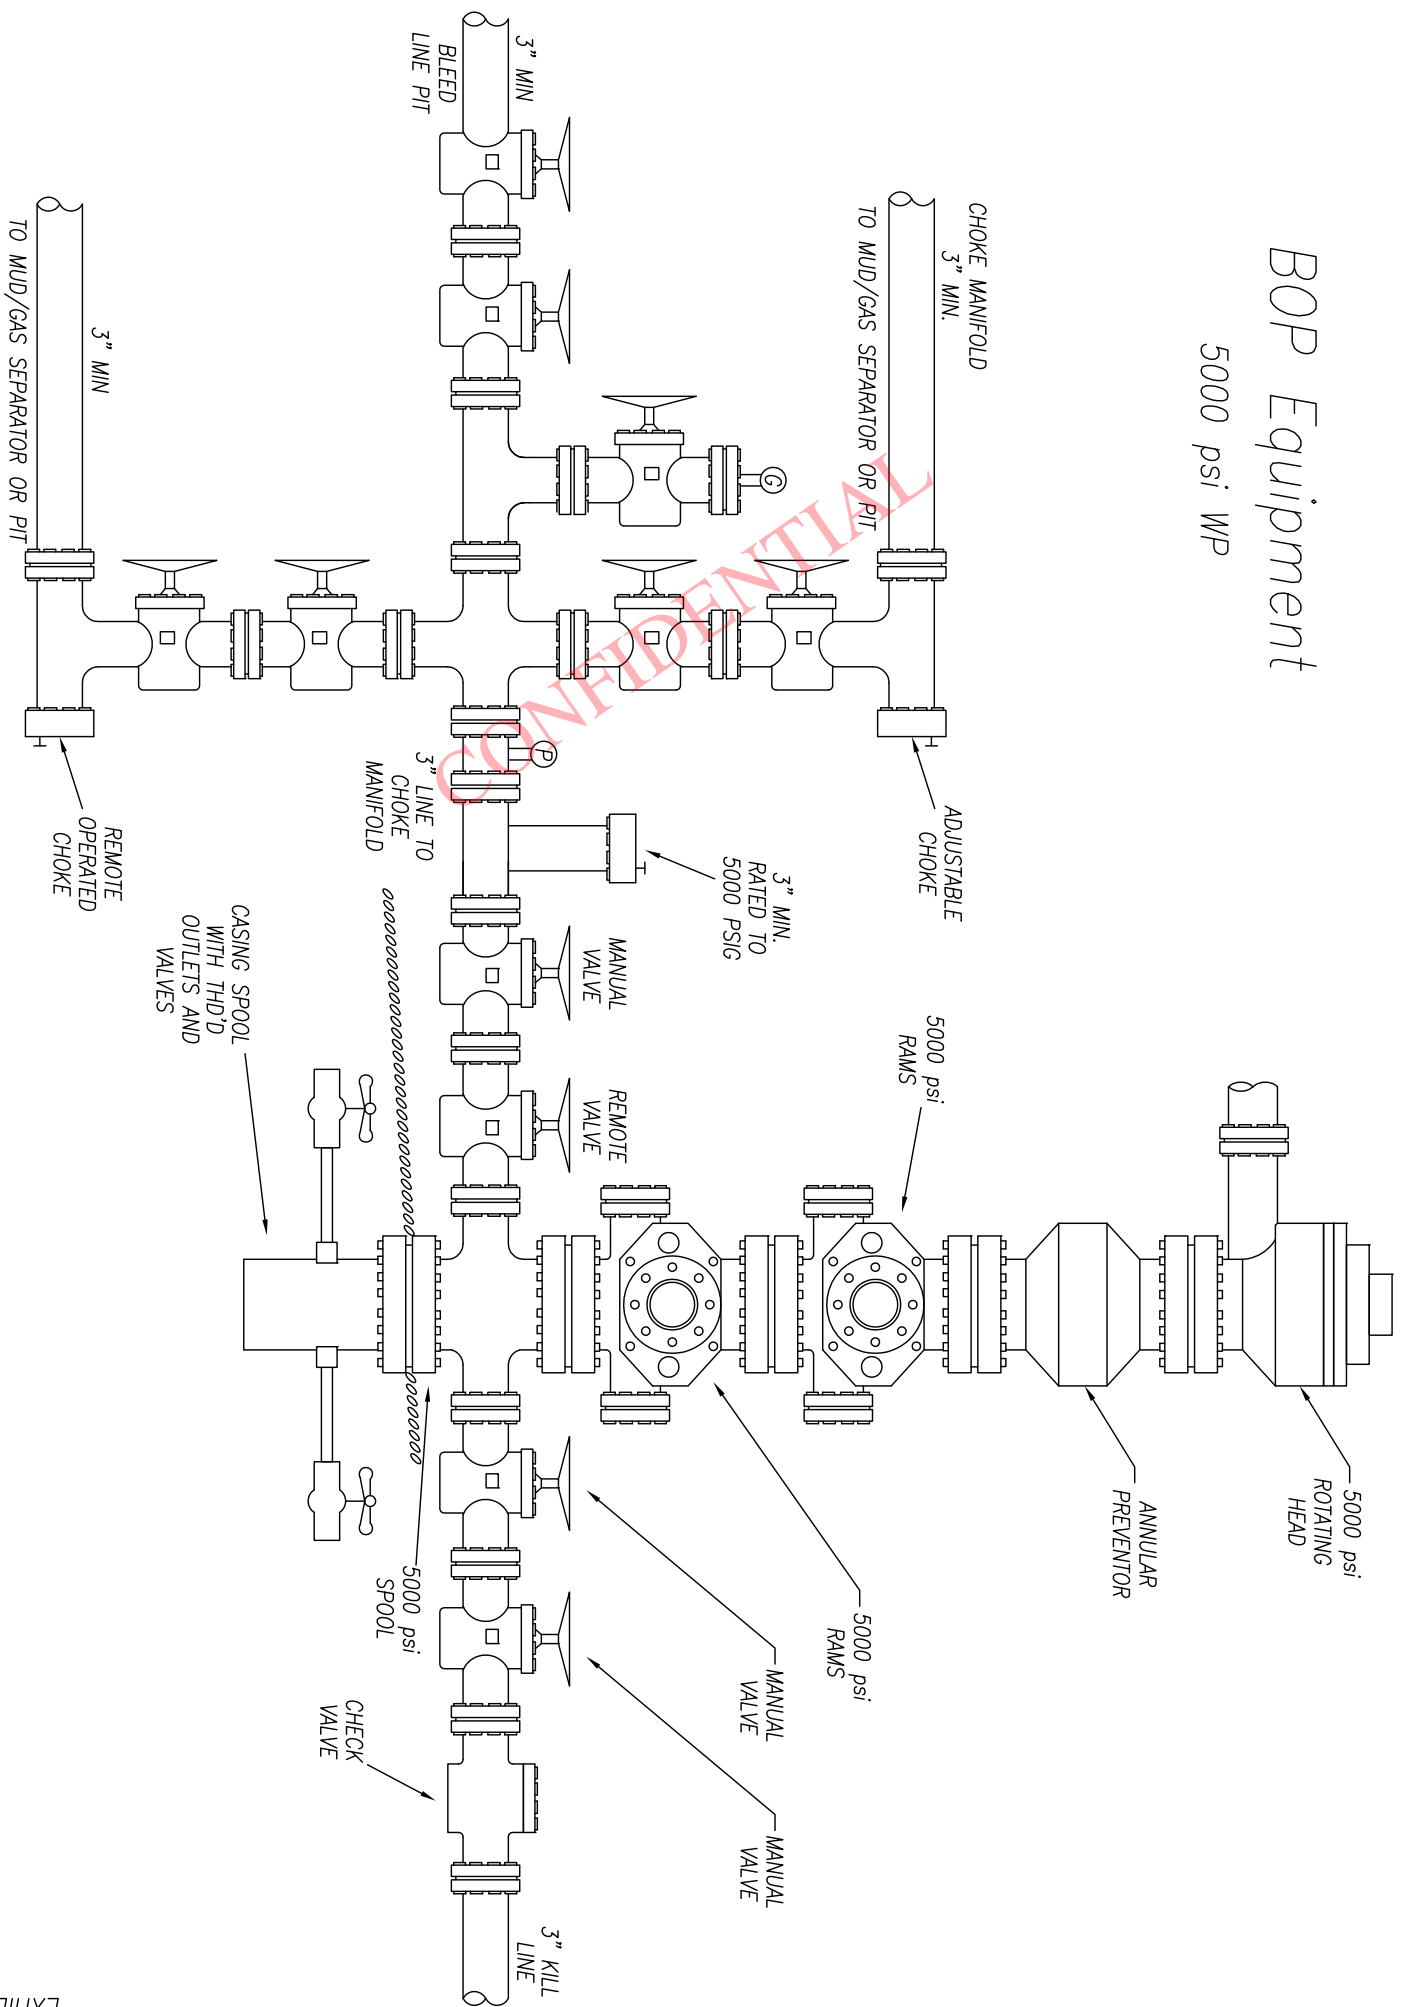 BOP Equipment
5000 psi WP
CHOKE MANIFOLD
3" MIN.
TO MUD/GAS SEPARATOR OR PIT
3" MIN
BLEED
LINE PIT
3" MIN
TO MUD/GAS SEPARATOR OR PIT
G
P
ADJUSTABLE
CHOKE
3" MIN.
RATED TO
5000 PSIG
3" LINE TO
CHOKE
MANIFOLD
REMOTE
OPERATED
CHOKE
MANUAL
VALVE
REMOTE
VALVE
CASING SPOOL
WITH THD'D
OUTLETS AND
VALVES
5000 psi
RAMS
5000 psi
ROTATING
HEAD
ANNULAR
PREVENTOR
5000 psi
RAMS
5000 psi
SPOOL
MANUAL
VALVE
MANUAL
VALVE
CHECK
VALVE
3" KILL
LINE
CONFIDENTIAL